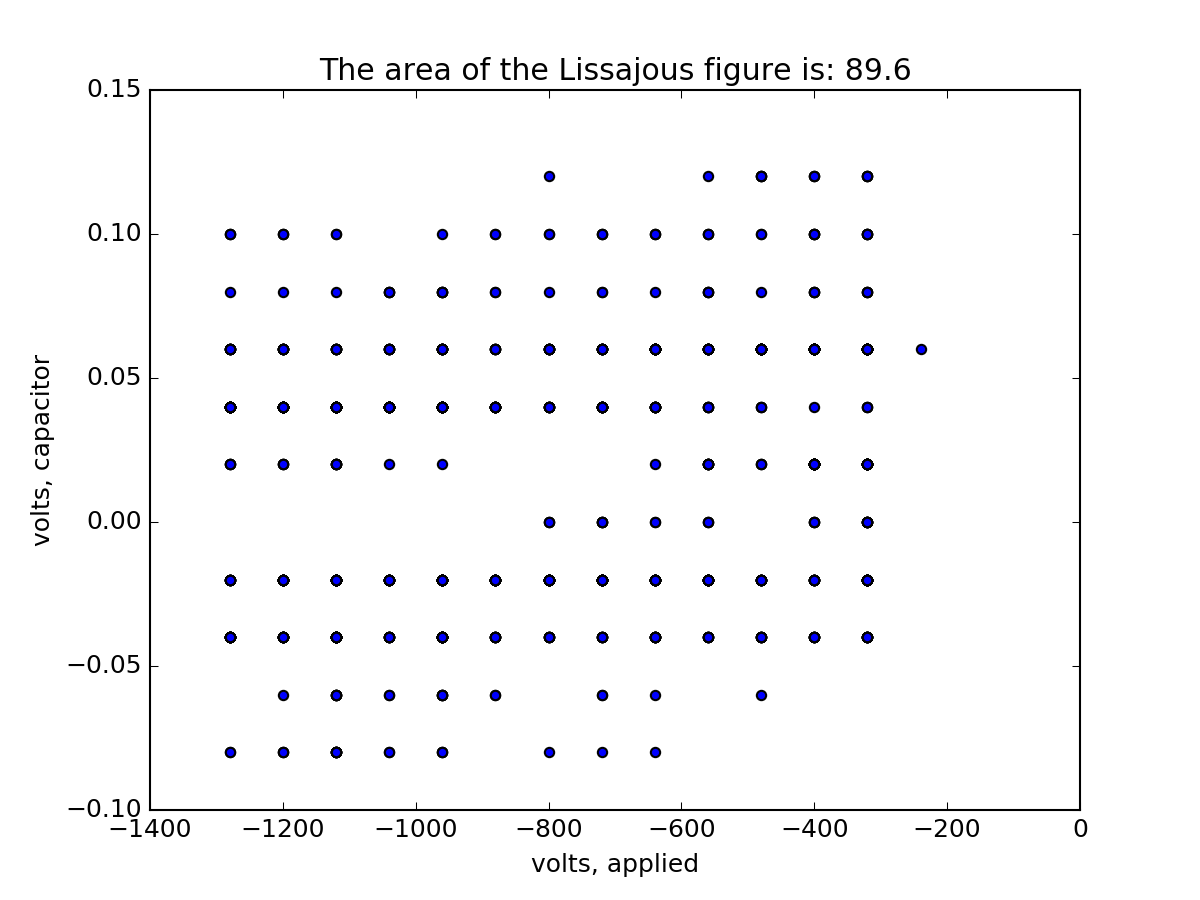 The area of the Lissajous figure is: 89.6
0.15
0.10
0.05
0.00
−0.05
−0.10
volts, capacitor
−1400 −1200 −1000 −800 −600 −400 −200 0
volts, applied